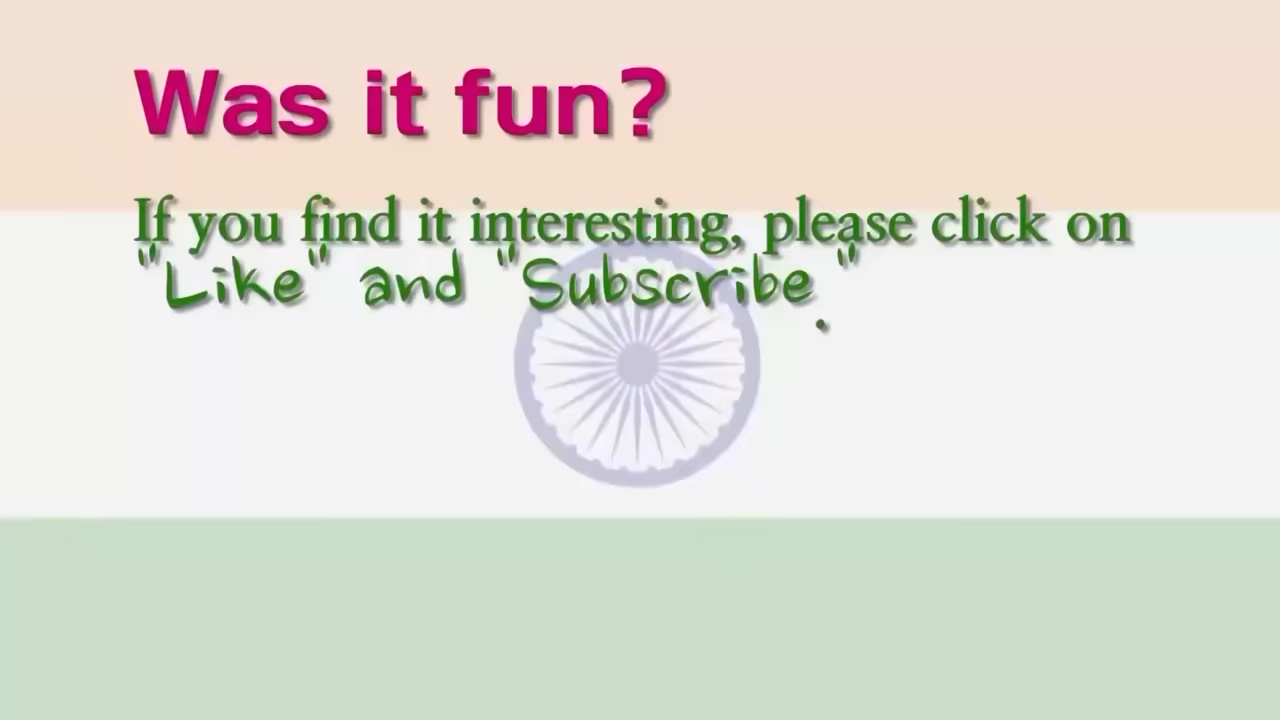 Was it fun?
If you find it interesting, please click on
"Like" and "Subscribe."